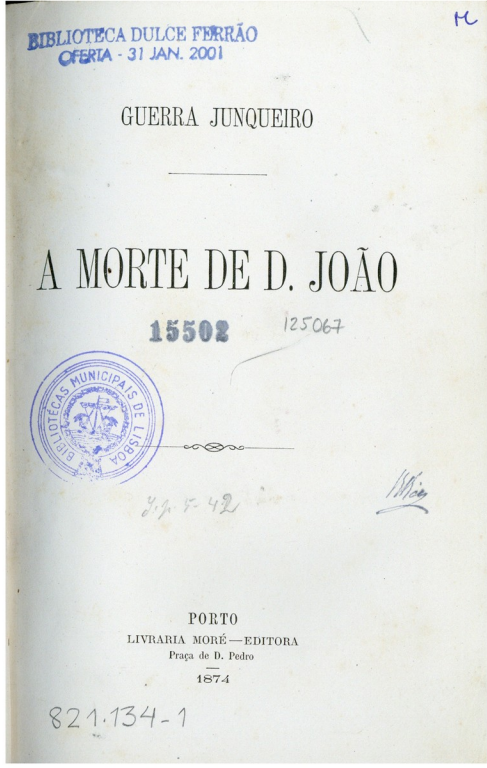 BIBLIOTECA DULCE FERRÃO
OFERTA - 31 JAN. 2001
GUERRA JUNQUEIRO
A MORTE DE D. JOÃO
15502
125067
BIBLIOTÉCAS MUNICIPAIS DE LISBOA
PORTO
LIVRARIA MORÉ—EDITORA
Praça de D. Pedro
1874
821.134-1